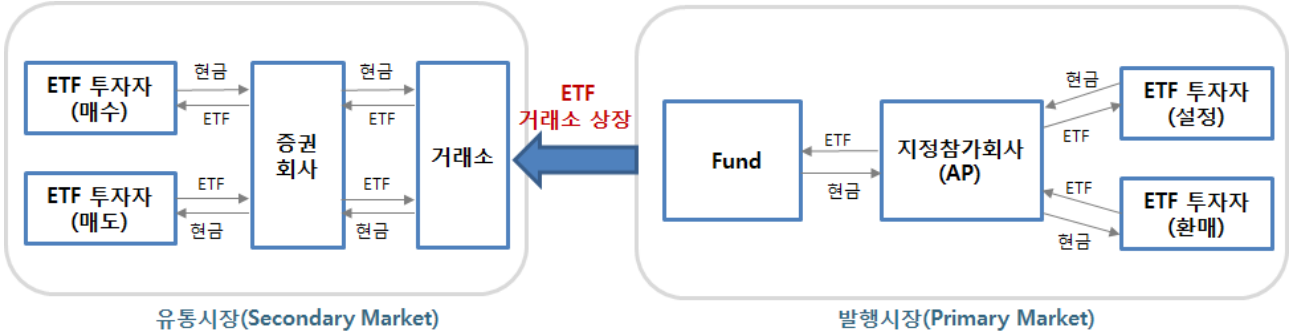 ETF 투자자
(매수)
현금
ETF
증권
회사
현금
ETF
거래소
ETF 투자자
(매도)
ETF
현금
ETF
현금
유통시장(Secondary Market)
ETF
거래소 상장
Fund
ETF
현금
지정참가회사
(AP)
현금
ETF
ETF 투자자
(설정)
ETF
현금
ETF 투자자
(환매)
발행시장(Primary Market)